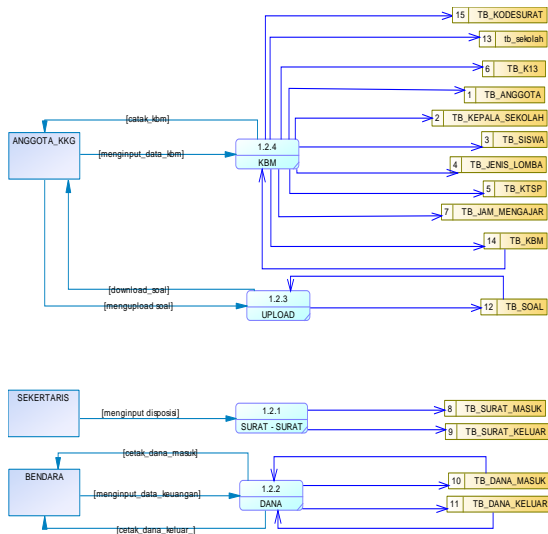 15 TB_KODESURAT
13 tb_sekolah
6 TB_K13
1 TB_ANGGOTA
[catak_kbm]
2 TB_KEPALA_SEKOLAH
ANGGOTA_KKG
1.2.4
3 TB_SISWA
[menginput_data_kbm]
KBM
4 TB_JENIS_LOMBA
5 TB_KTSP
7 TB_JAM_MENGAJAR
14 TB_KBM
[download_soal]
1.2.3
[mengupload soal]
12 TB_SOAL
UPLOAD
SEKERTARIS
1.2.1
8 TB_SURAT_MASUK
[menginput disposisi]
SURAT - SURAT
9 TB_SURAT_KELUAR
[cetak_dana_masuk]
BENDARA
1.2.2
10 TB_DANA_MASUK
[menginput_data_keuangan]
DANA
11 TB_DANA_KELUAR
[cetak_dana_keluar_]